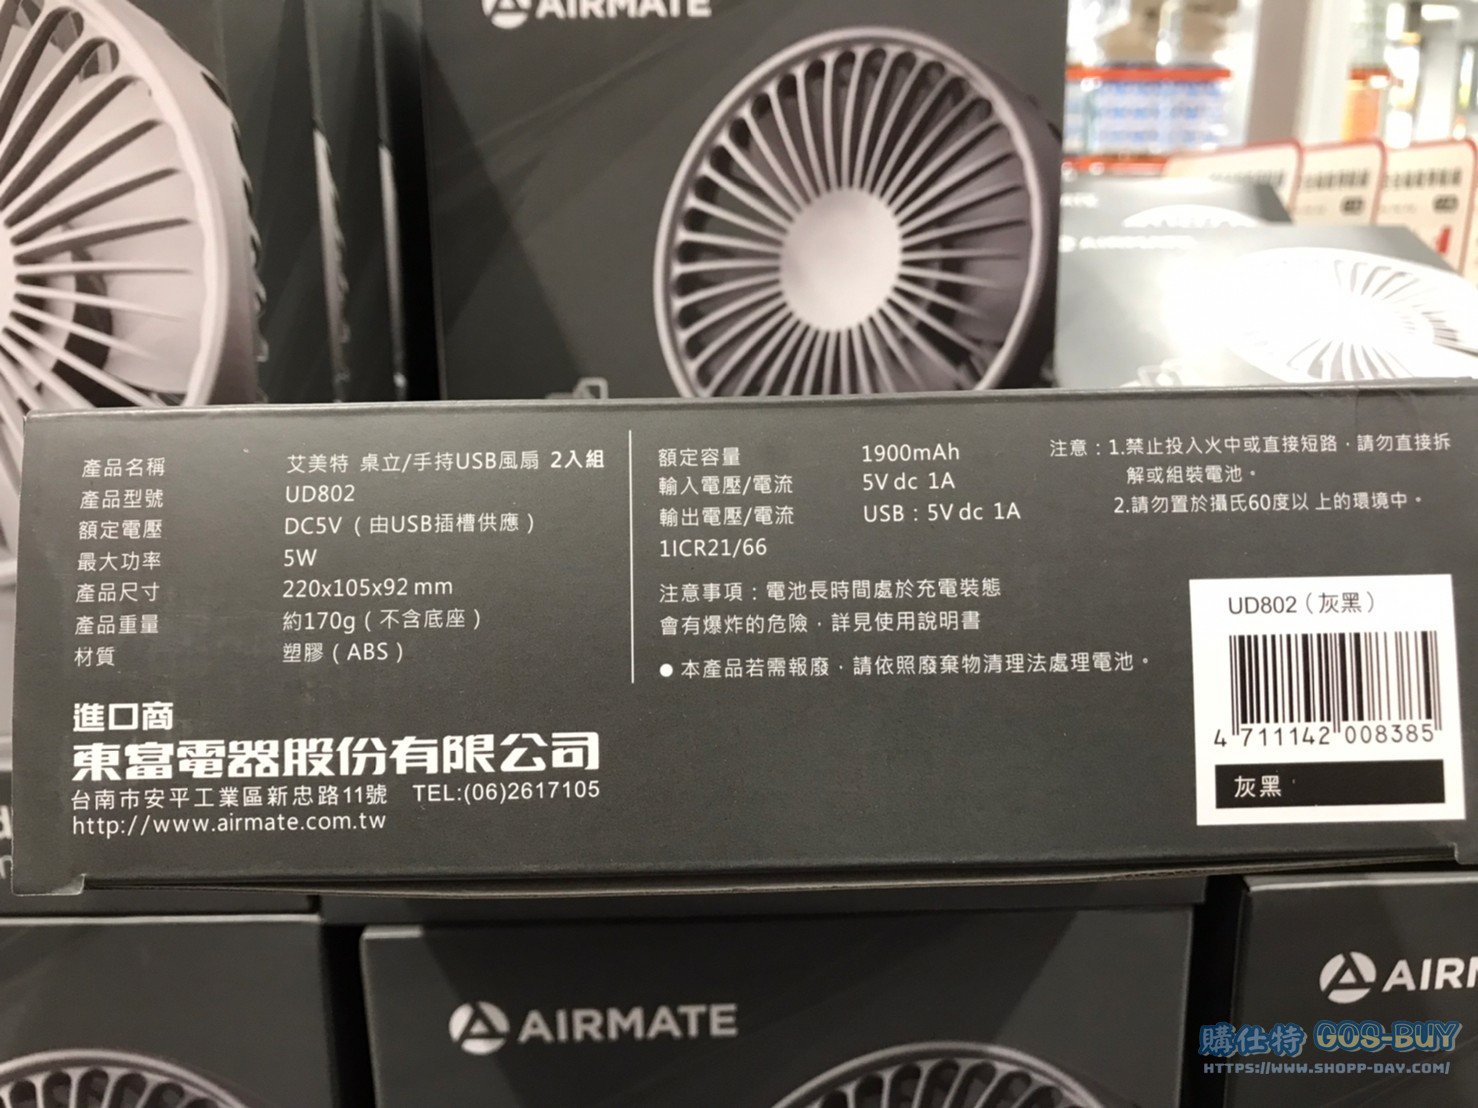 AIRMATE
AIRMATE
產品名稱 艾美特 桌立/手持USB風扇 2入組
產品型號 UD802
額定電壓 DC5V（由USB插槽供應）
最大功率 5W
產品尺寸 220x105x92 mm
產品重量 約170g（不含底座）
材質 塑膠（ABS）
進口商
東富電器股份有限公司
台南市安平工業區新忠路11號 TEL:(06)2617105
http://www.airmate.com.tw
額定容量 1900mAh
輸入電壓/電流 5V dc 1A
輸出電壓/電流 USB：5V dc 1A
1ICR21/66
注意事項：電池長時間處於充電裝態
會有爆炸的危險，詳見使用說明書
●本產品若需報廢，請依照廢棄物清理法處理電池。
注意：1.禁止投入火中或直接短路，請勿直接拆
解或組裝電池。
2.請勿置於攝氏60度以上的環境中。
UD802（灰黑）
4 711142 008385
灰黑
AIRMATE
AIRM
購仕特 GOS-BUY
HTTPS://WWW.SHOPP-DAY.COM/